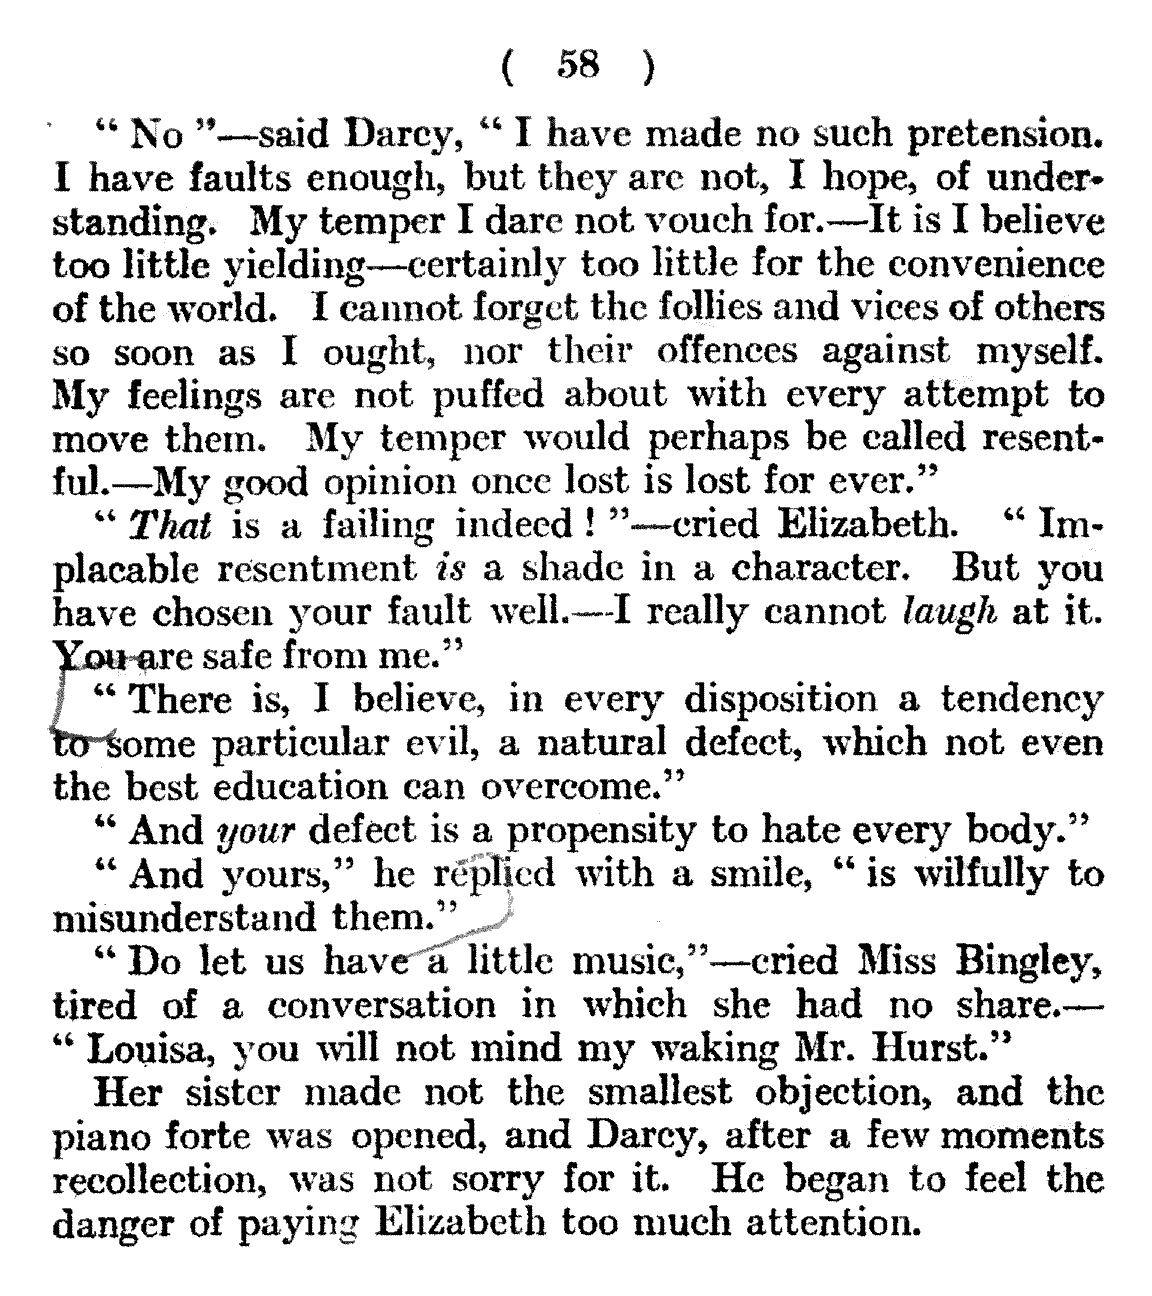 ( 58 )
“ No ”—said Darcy, “ I have made no such pretension.
I have faults enough, but they are not, I hope, of under-
standing. My temper I dare not vouch for.—It is I believe
too little yielding—certainly too little for the convenience
of the world. I cannot forget the follies and vices of others
so soon as I ought, nor their offences against myself.
My feelings are not puffed about with every attempt to
move them. My temper would perhaps be called resent-
ful.—My good opinion once lost is lost for ever.”
“ That is a failing indeed ! ”—cried Elizabeth. “ Im-
placable resentment is a shade in a character. But you
have chosen your fault well.—I really cannot laugh at it.
You are safe from me.”
“ There is, I believe, in every disposition a tendency
to some particular evil, a natural defect, which not even
the best education can overcome.”
“ And your defect is a propensity to hate every body.”
“ And yours,” he replied with a smile, “ is wilfully to
misunderstand them.”
“ Do let us have a little music,”—cried Miss Bingley,
tired of a conversation in which she had no share.—
“ Louisa, you will not mind my waking Mr. Hurst.”
Her sister made not the smallest objection, and the
piano forte was opened, and Darcy, after a few moments
recollection, was not sorry for it. He began to feel the
danger of paying Elizabeth too much attention.